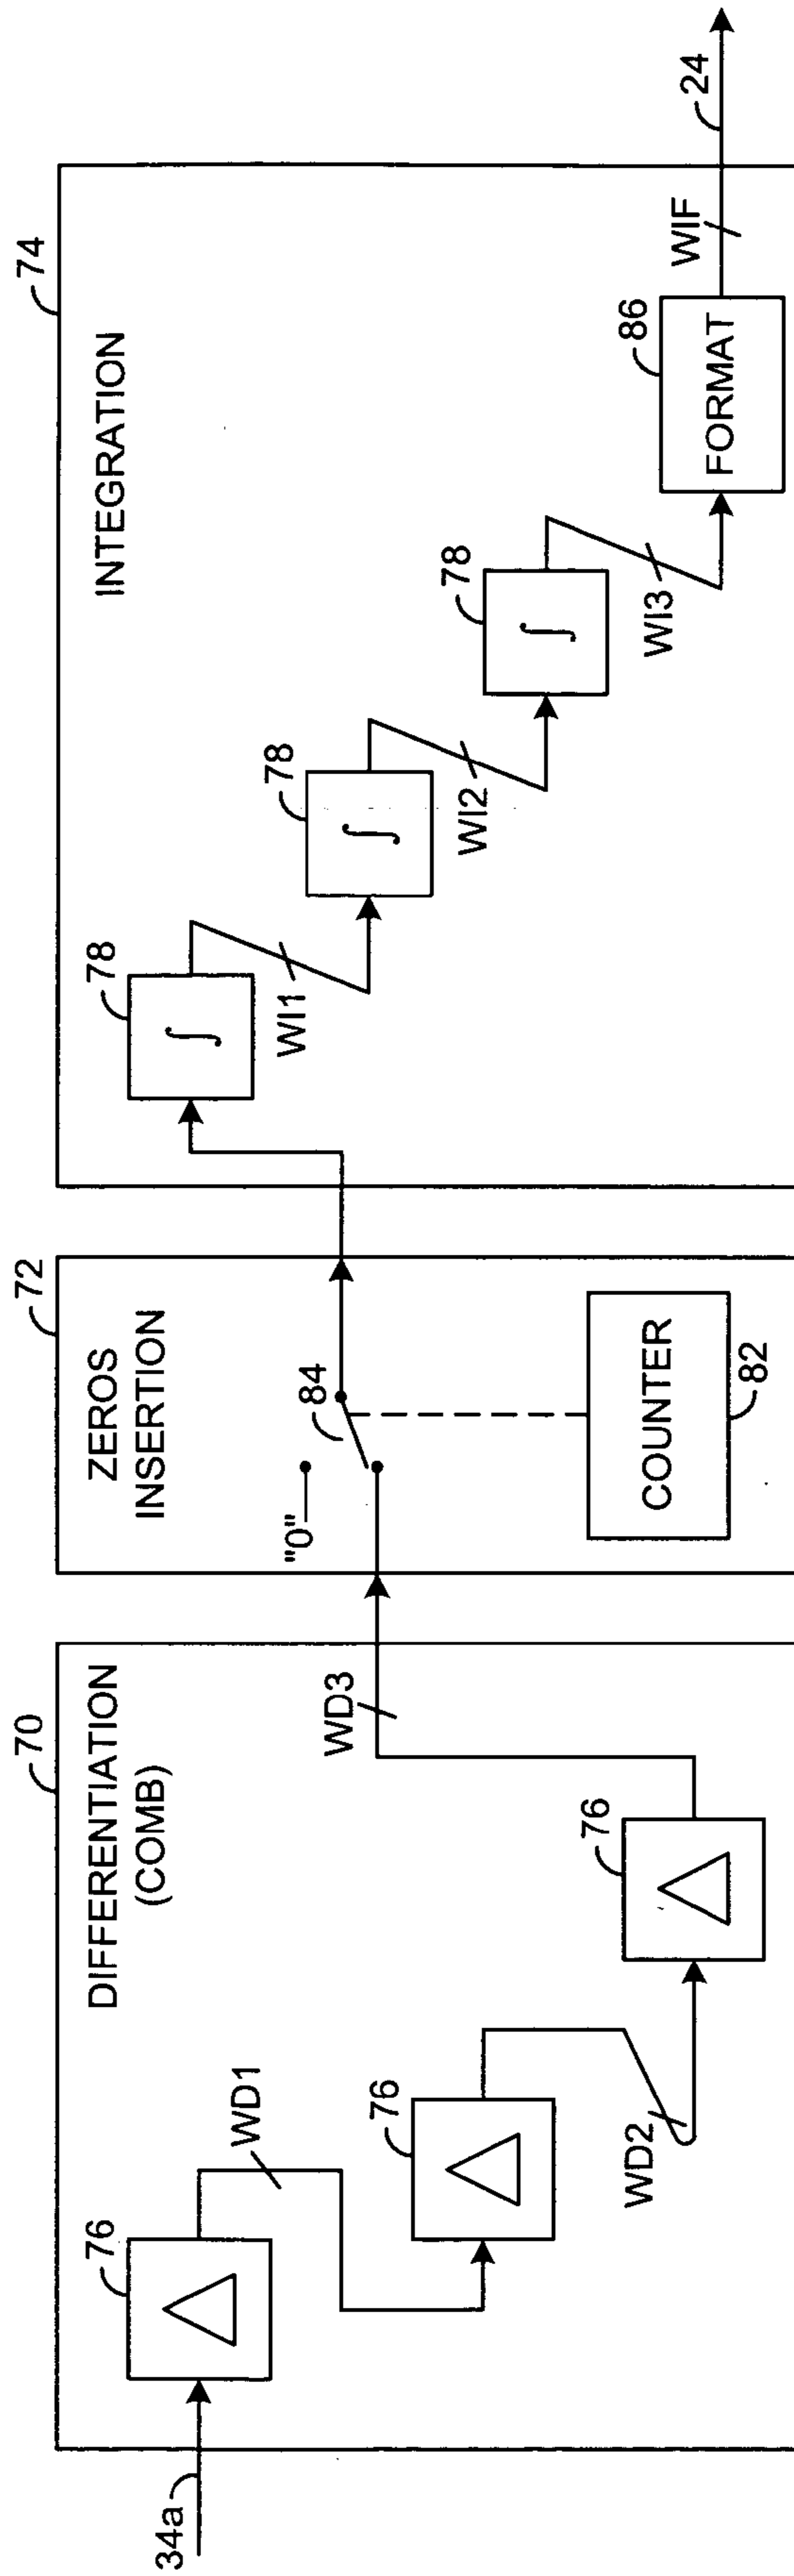 70
72
74
DIFFERENTIATION
(COMB)
34a
76
WD1
76
WD2
76
WD3
ZEROS
INSERTION
"0"
84
COUNTER
82
INTEGRATION
78
∫
WI1
78
∫
WI2
78
∫
WI3
86
FORMAT
WIF
24